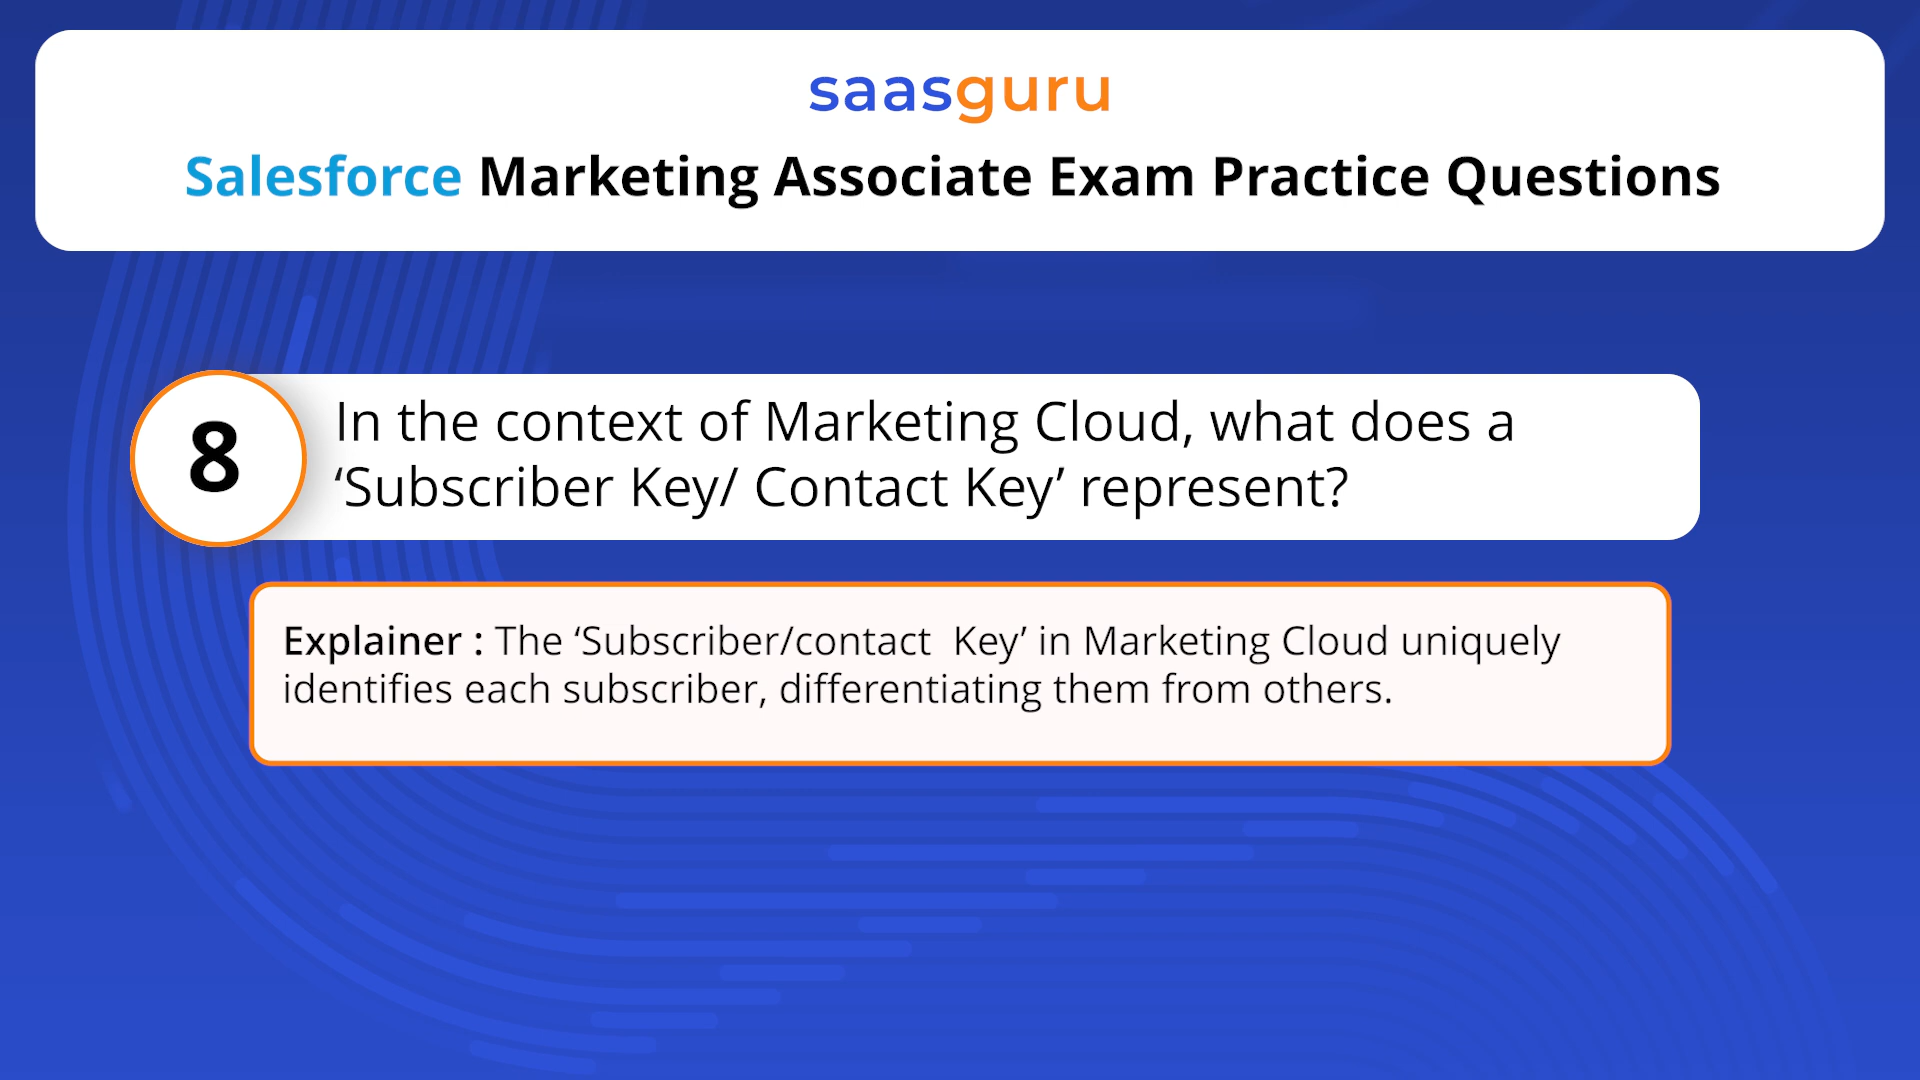 saasguru
Salesforce Marketing Associate Exam Practice Questions
8
In the context of Marketing Cloud, what does a
‘Subscriber Key/ Contact Key’ represent?
Explainer : The ‘Subscriber/contact  Key’ in Marketing Cloud uniquely
identifies each subscriber, differentiating them from others.